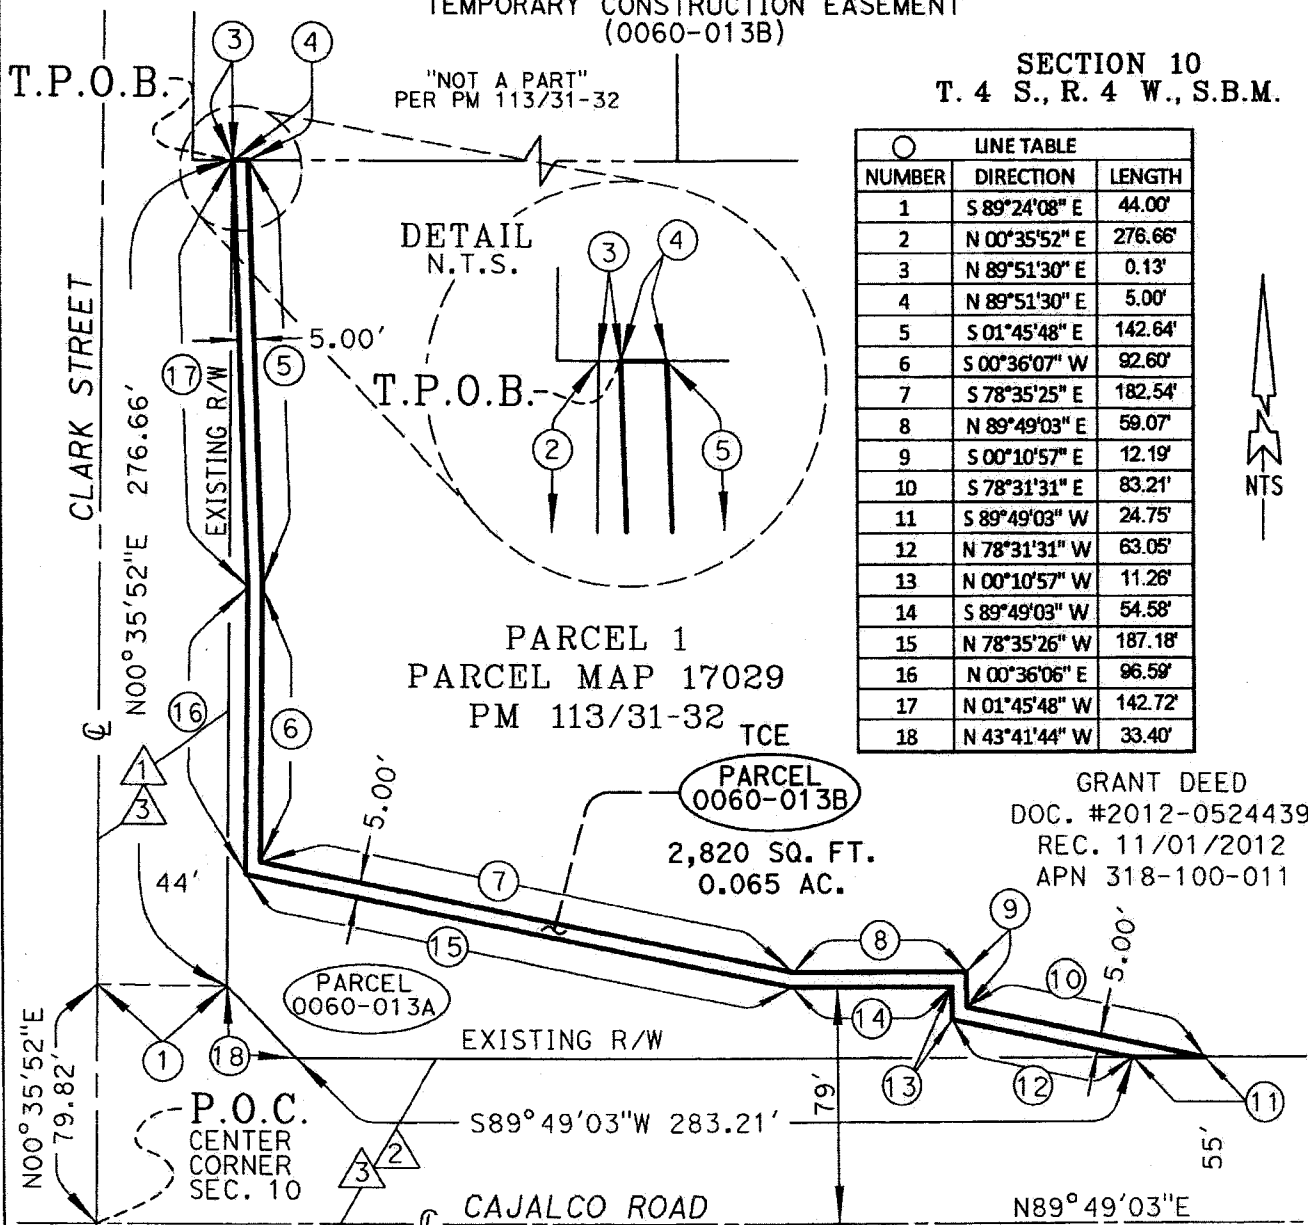 TEMPORARY CONSTRUCTION EASEMENT
(0060-013B)
SECTION 10
T. 4 S., R. 4 W., S.B.M.
3
4
T.P.O.B.
"NOT A PART"
PER PM 113/31-32
LINE TABLE
NUMBER DIRECTION LENGTH
1 S 89°24'08" E 44.00'
2 N 00°35'52" E 276.66'
3 N 89°51'30" E 0.13'
4 N 89°51'30" E 5.00'
5 S 01°45'48" E 142.64'
6 S 00°36'07" W 92.60'
7 S 78°35'25" E 182.54'
8 N 89°49'03" E 59.07'
9 S 00°10'57" E 12.19'
10 S 78°31'31" E 83.21'
11 S 89°49'03" W 24.75'
12 N 78°31'31" W 63.05'
13 N 00°10'57" W 11.26'
14 S 89°49'03" W 54.58'
15 N 78°35'26" W 187.18'
16 N 00°36'06" E 96.59'
17 N 01°45'48" W 142.72'
18 N 43°41'44" W 33.40'
NTS
DETAIL
N.T.S.
3
4
T.P.O.B.
2
5
5.00'
17
5
CLARK STREET
N00°35'52"E 276.66'
EXISTING R/W
PARCEL 1
PARCEL MAP 17029
PM 113/31-32
16
6
℄
1
3
TCE
PARCEL
0060-013B
2,820 SQ. FT.
0.065 AC.
GRANT DEED
DOC. #2012-0524439
REC. 11/01/2012
APN 318-100-011
5.00'
44'
7
15
8
9
10
5.00'
PARCEL
0060-013A
14
EXISTING R/W
1
18
13
12
11
N00°35'52"E
79.82'
P.O.C.
CENTER
CORNER
SEC. 10
S89°49'03"W 283.21'
79'
55'
2
3
℄
CAJALCO ROAD
N89°49'03"E